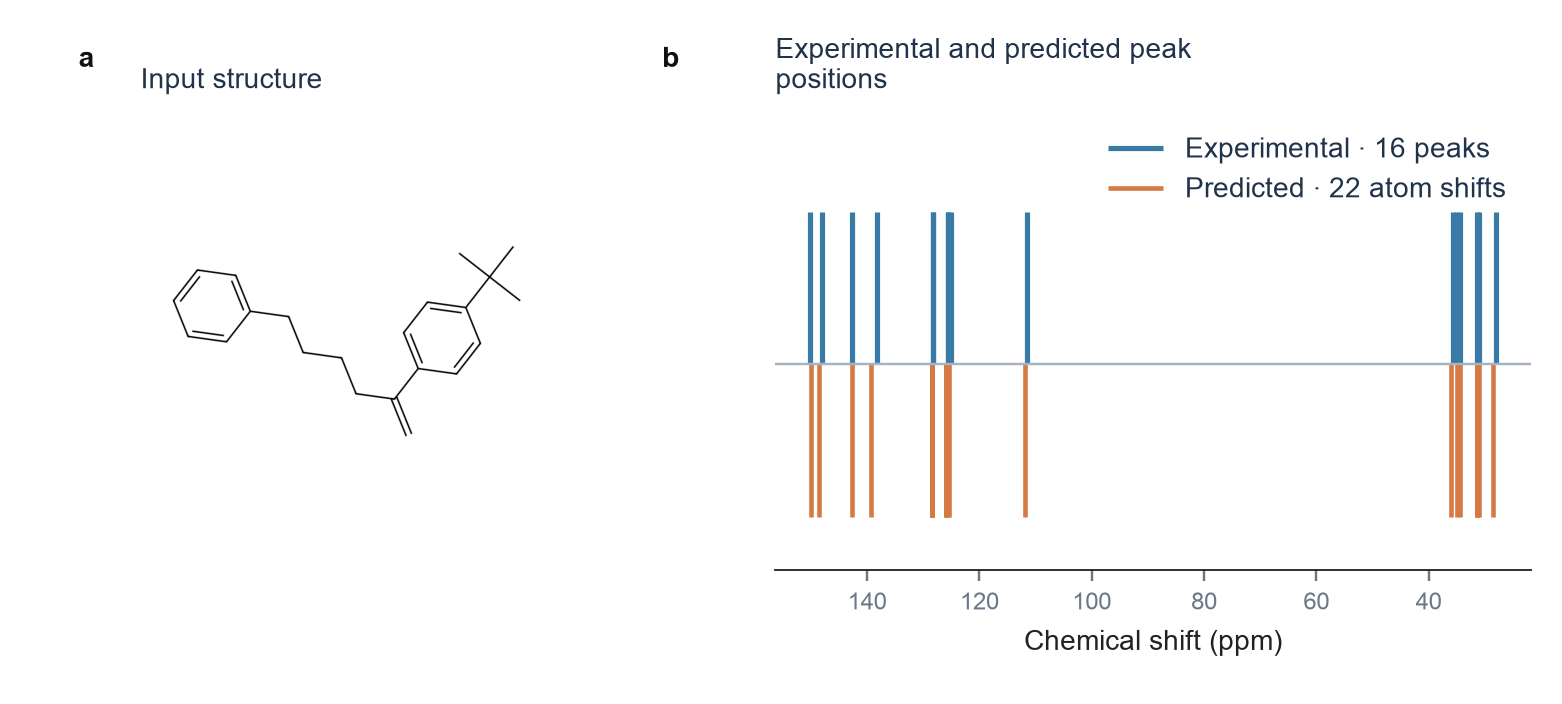 a
Input structure
b
Experimental and predicted peak
positions
Experimental · 16 peaks
Predicted · 22 atom shifts
140
120
100
80
60
40
Chemical shift (ppm)